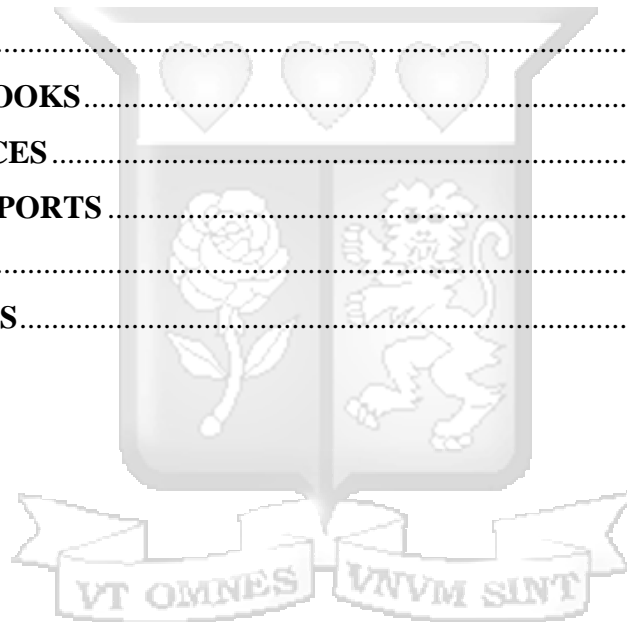 ........................................................................
OOKS....................................................................
CES.....................................................................
PORTS...................................................................
........................................................................
S.......................................................................
VT OMNES VNVM SINT